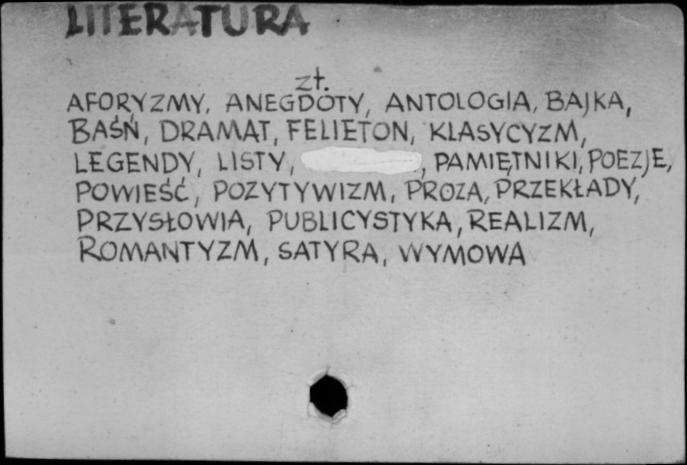 LITERATURA
zł.
AFORYZMY, ANEGDOTY, ANTOLOGIA, BAJKA,
BAŚŃ, DRAMAT, FELIETON, KLASYCYZM,
LEGENDY, LISTY, , PAMIĘTNIKI, POEZJE,
POWIEŚĆ, POZYTYWIZM, PROZA, PRZEKŁADY,
PRZYSŁOWIA, PUBLICYSTYKA, REALIZM,
ROMANTYZM, SATYRA, WYMOWA